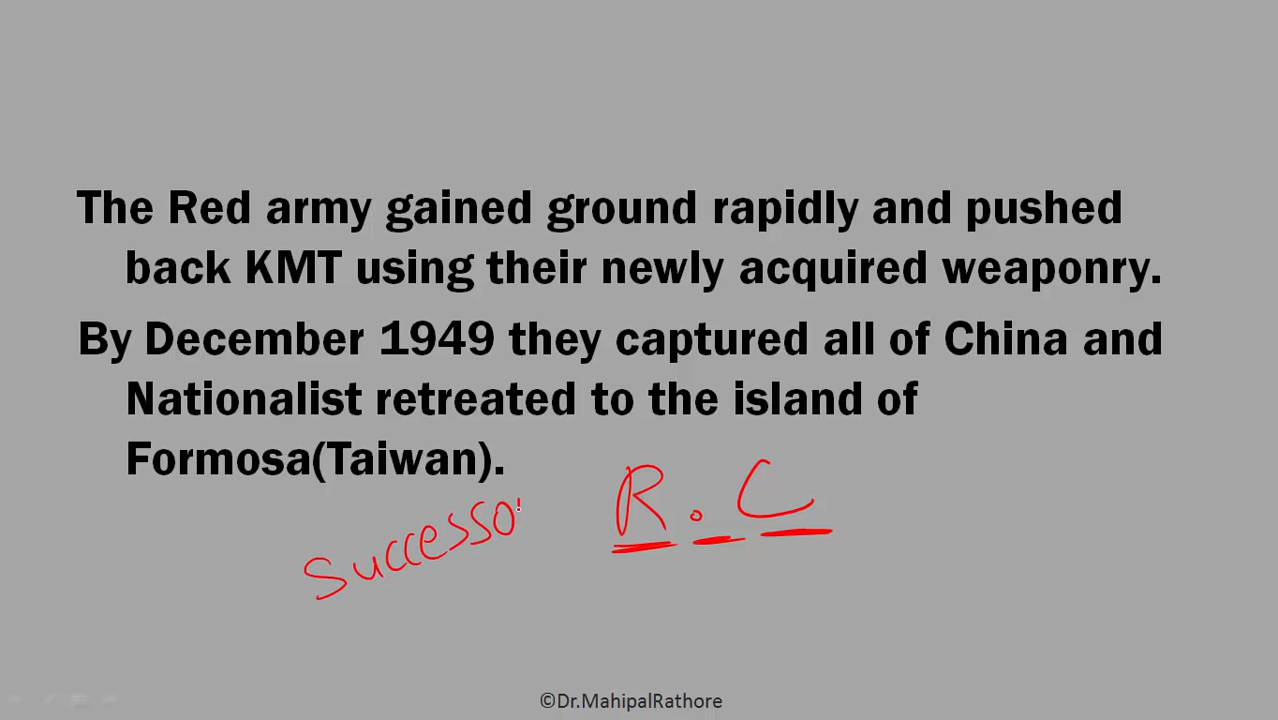 The Red army gained ground rapidly and pushed
back KMT using their newly acquired weaponry.
By December 1949 they captured all of China and
Nationalist retreated to the island of
Formosa(Taiwan).
R.C
Successo
©Dr.MahipalRathore